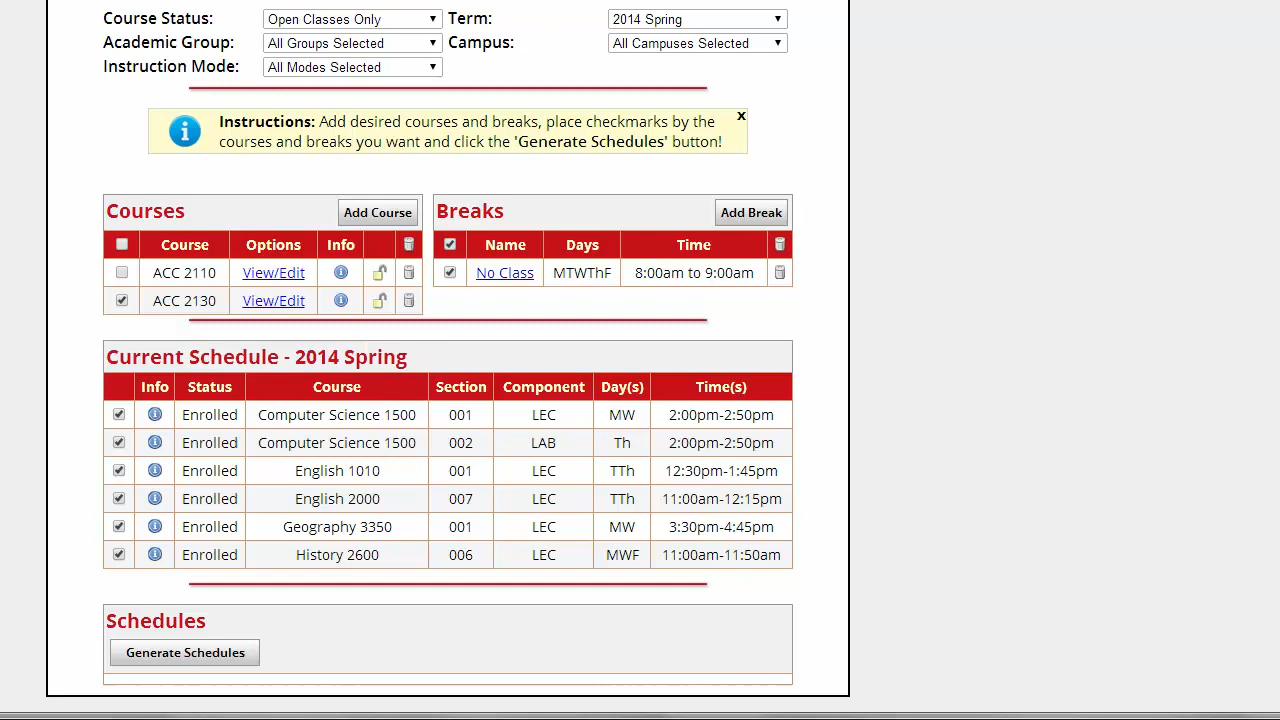 Course Status: Open Classes Only Term: 2014 Spring
Academic Group: All Groups Selected Campus: All Campuses Selected
Instruction Mode: All Modes Selected
Instructions: Add desired courses and breaks, place checkmarks by the x
courses and breaks you want and click the 'Generate Schedules' button!
Courses Add Course
Course Options Info
ACC 2110 View/Edit
ACC 2130 View/Edit
Breaks Add Break
Name Days Time
No Class MTWThF 8:00am to 9:00am
Current Schedule - 2014 Spring
Info Status Course Section Component Day(s) Time(s)
Enrolled Computer Science 1500 001 LEC MW 2:00pm-2:50pm
Enrolled Computer Science 1500 002 LAB Th 2:00pm-2:50pm
Enrolled English 1010 001 LEC TTh 12:30pm-1:45pm
Enrolled English 2000 007 LEC TTh 11:00am-12:15pm
Enrolled Geography 3350 001 LEC MW 3:30pm-4:45pm
Enrolled History 2600 006 LEC MWF 11:00am-11:50am
Schedules
Generate Schedules